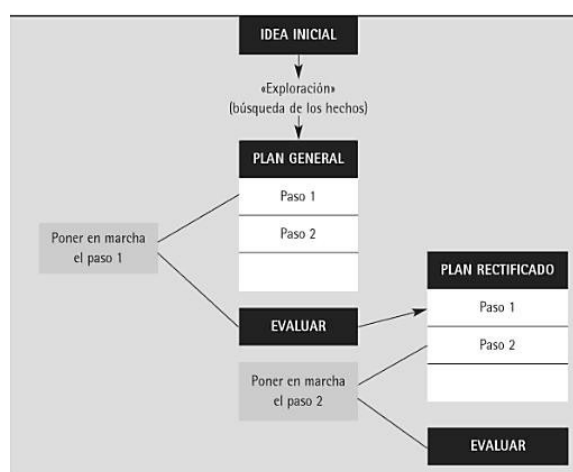 IDEA INICIAL
«Exploración»
(búsqueda de los hechos)
PLAN GENERAL
Paso 1
Paso 2
Poner en marcha
el paso 1
EVALUAR
PLAN RECTIFICADO
Paso 1
Paso 2
Poner en marcha
el paso 2
EVALUAR